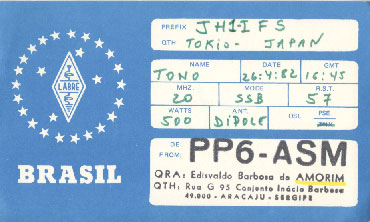 PREFIX JH1-IFS
QTH TOKIO- JAPAN
NAME DATE GMT
TONO 26:4:82 16:45
MHZ. MODE R.S.T.
20 SSB 57
WATTS ANT. QSL PSE
500 DIPOLE
LABRE
BRASIL
DE
FROM: PP6-ASM
QRA: Edisvaldo Barbosa de AMORIM
QTH: Rua G 95 Conjunto Inácio Barbosa
49.000 - ARACAJU - SERGIPE